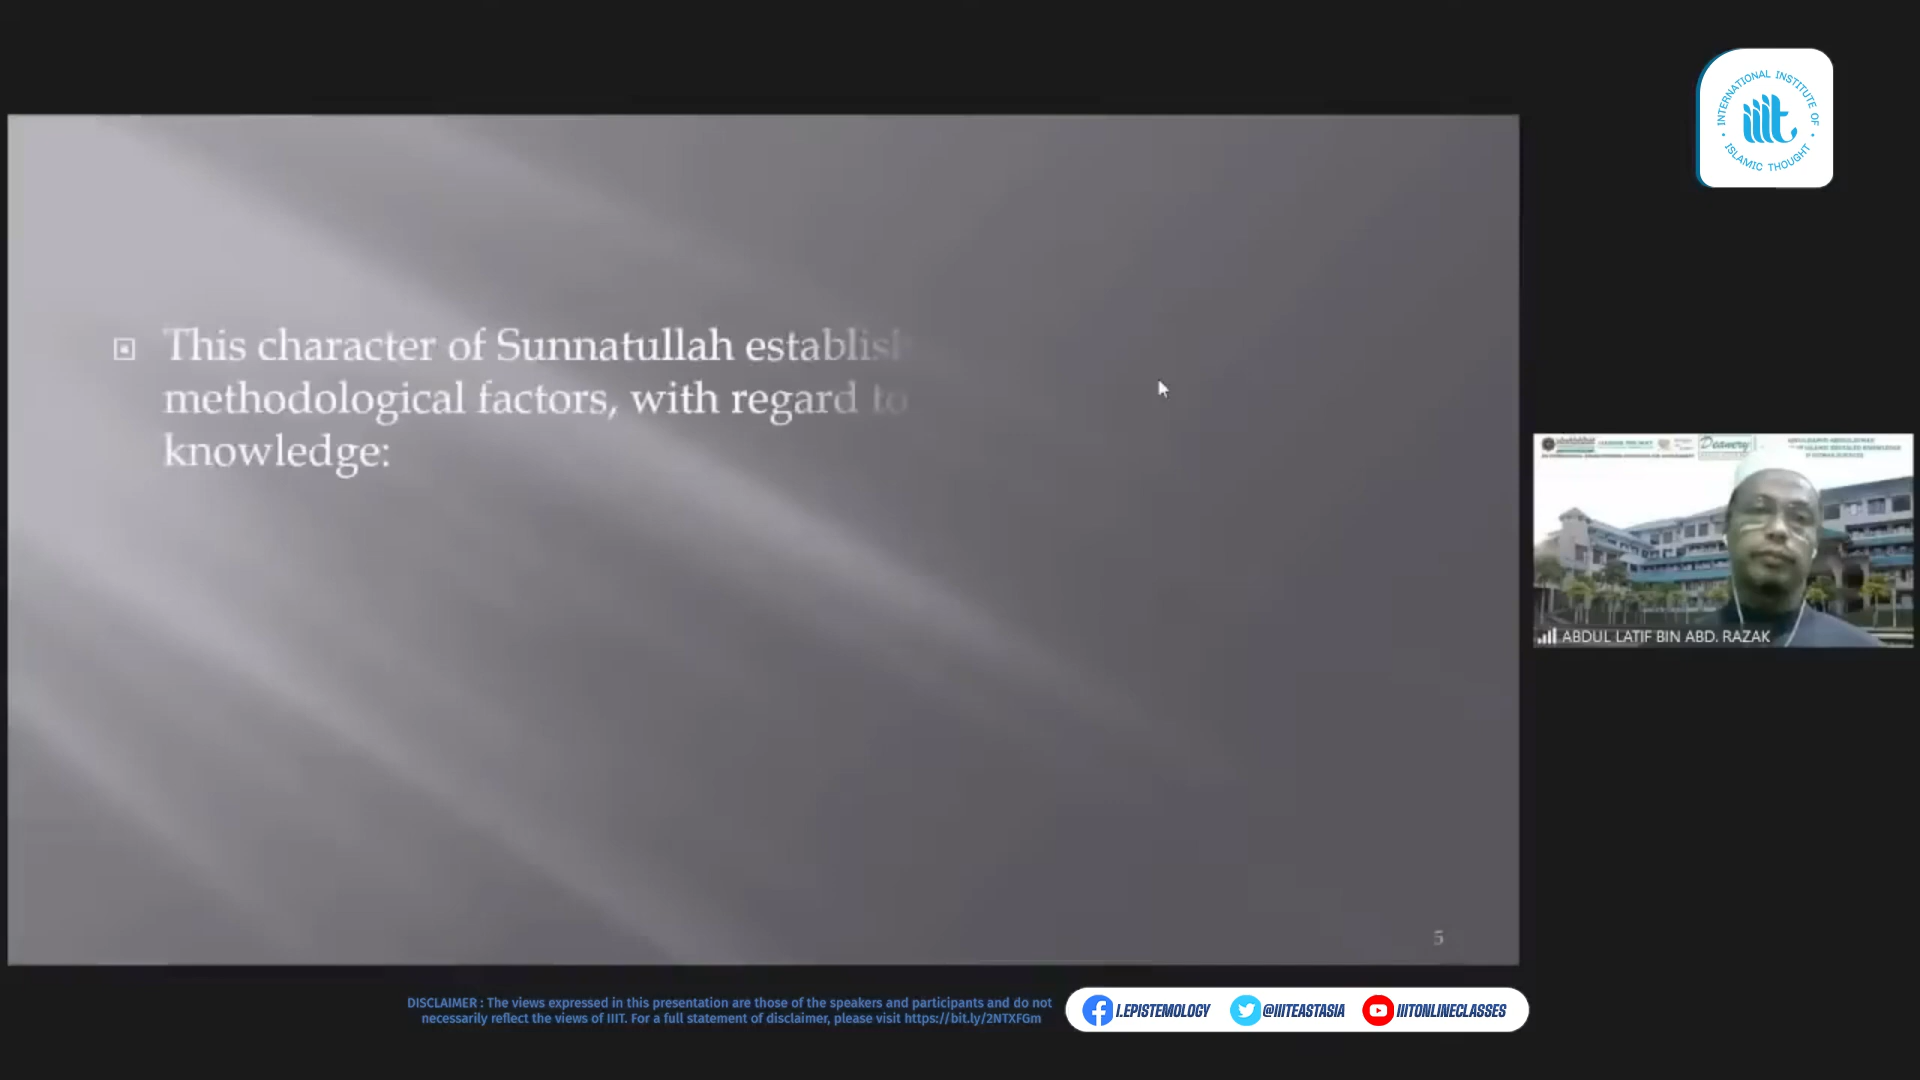 INTERNATIONAL INSTITUTE OF
ISLAMIC THOUGHT
iiit
This character of Sunnatullah establish
methodological factors, with regard to
knowledge:
5
Deanery
ABDUL LATIF BIN ABD. RAZAK
DISCLAIMER : The views expressed in this presentation are those of the speakers and participants and do not
necessarily reflect the views of IIIT. For a full statement of disclaimer, please visit https://bit.ly/2NTXFGm
I.EPISTEMOLOGY
@IIITEASTASIA
IIITONLINECLASSES